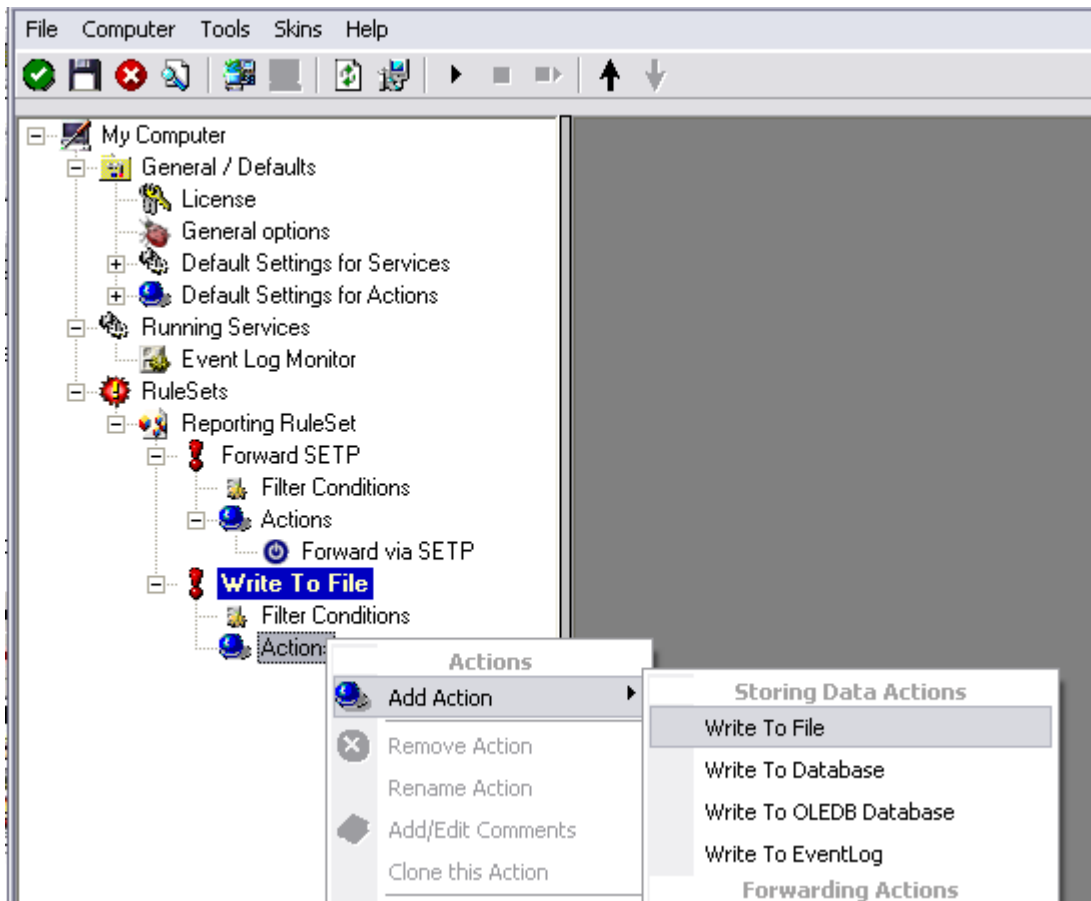 File Computer Tools Skins Help
My Computer
General / Defaults
License
General options
Default Settings for Services
Default Settings for Actions
Running Services
Event Log Monitor
RuleSets
Reporting RuleSet
Forward SETP
Filter Conditions
Actions
Forward via SETP
Write To File
Filter Conditions
Action
Actions
Add Action
Remove Action
Rename Action
Add/Edit Comments
Clone this Action
Storing Data Actions
Write To File
Write To Database
Write To OLEDB Database
Write To EventLog
Forwarding Actions